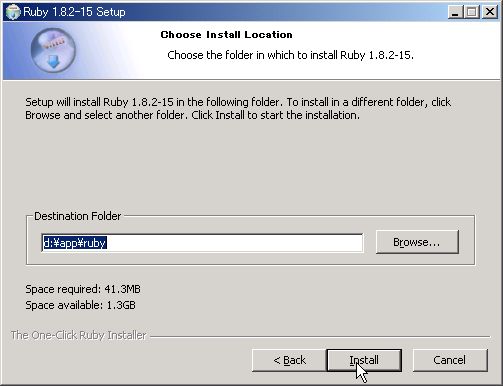 Ruby 1.8.2-15 Setup
Choose Install Location
Choose the folder in which to install Ruby 1.8.2-15.
Setup will install Ruby 1.8.2-15 in the following folder. To install in a different folder, click
Browse and select another folder. Click Install to start the installation.
Destination Folder
d:¥app¥ruby
Browse...
Space required: 41.3MB
Space available: 1.3GB
The One-Click Ruby Installer
< Back
Install
Cancel